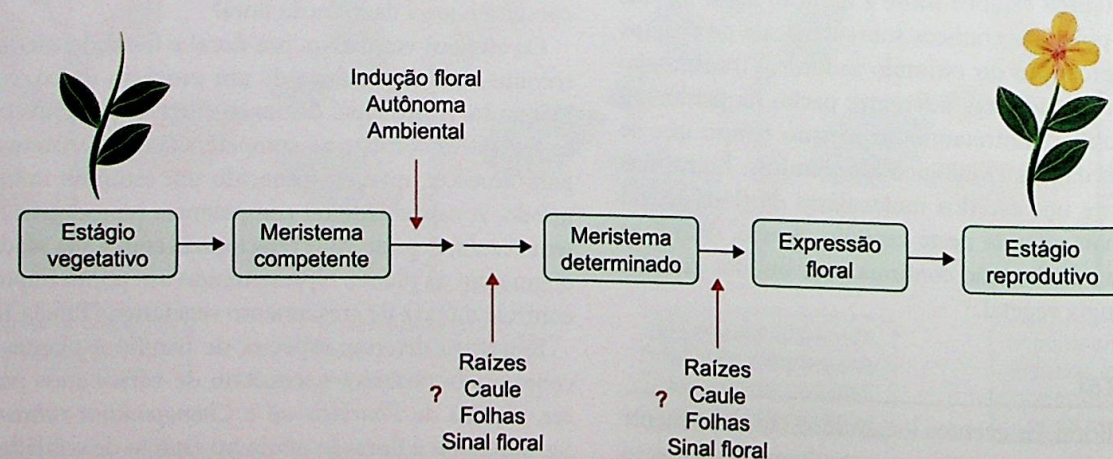 Indução floral
Autônoma
Ambiental
Estágio
vegetativo
Meristema
competente
Meristema
determinado
Expressão
floral
Estágio
reprodutivo
Raízes
? Caule
Folhas
Sinal floral
Raízes
? Caule
Folhas
Sinal floral